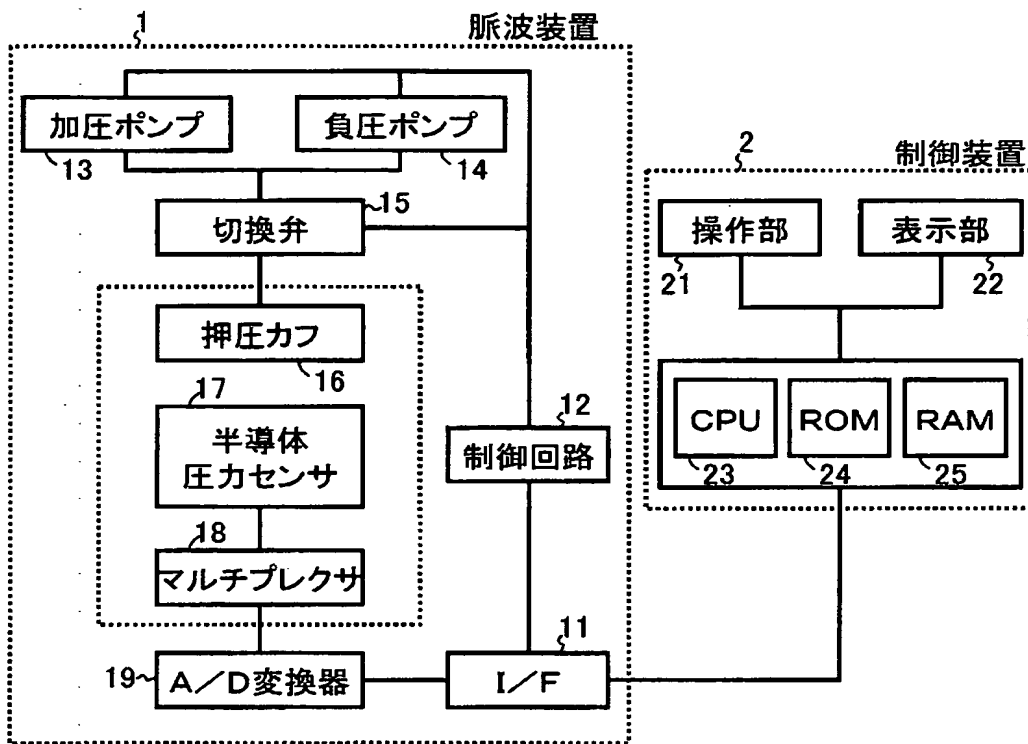 1
脈波装置
加圧ポンプ
13
負圧ポンプ
14
切換弁
15
押圧カフ
16
17
半導体
圧力センサ
18
マルチプレクサ
19
A/D変換器
12
制御回路
11
I/F
2
制御装置
操作部
21
表示部
22
CPU
23
ROM
24
RAM
25